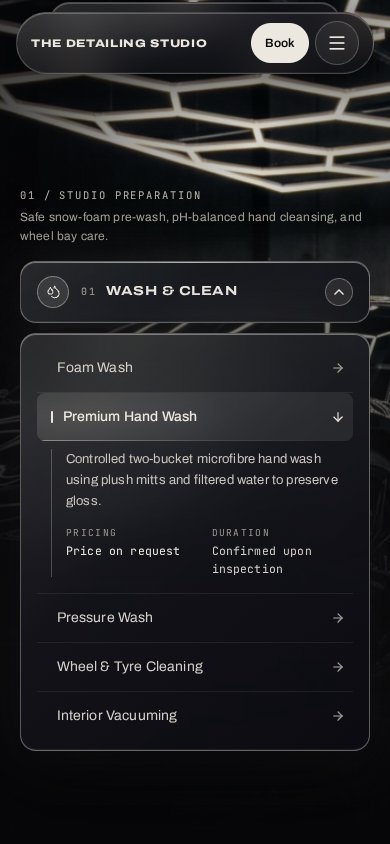 THE DETAILING STUDIO
Book
01 / STUDIO PREPARATION
Safe snow-foam pre-wash, pH-balanced hand cleansing, and
wheel bay care.
01 WASH & CLEAN
Foam Wash
Premium Hand Wash
Controlled two-bucket microfibre hand wash
using plush mitts and filtered water to preserve
gloss.
PRICING
Price on request
DURATION
Confirmed upon
inspection
Pressure Wash
Wheel & Tyre Cleaning
Interior Vacuuming